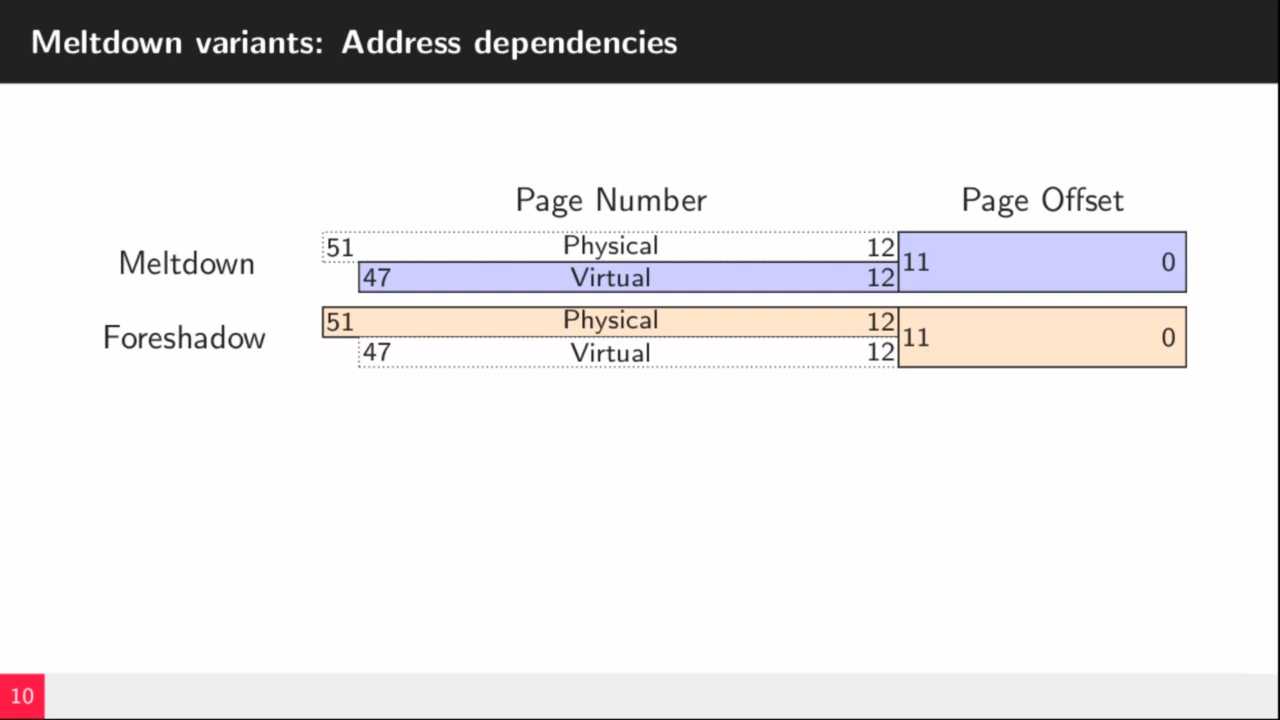 Meltdown variants: Address dependencies
Page Number Page Offset
51 Physical 12
Meltdown 11 0
47 Virtual 12
51 Physical 12
Foreshadow 11 0
47 Virtual 12
10